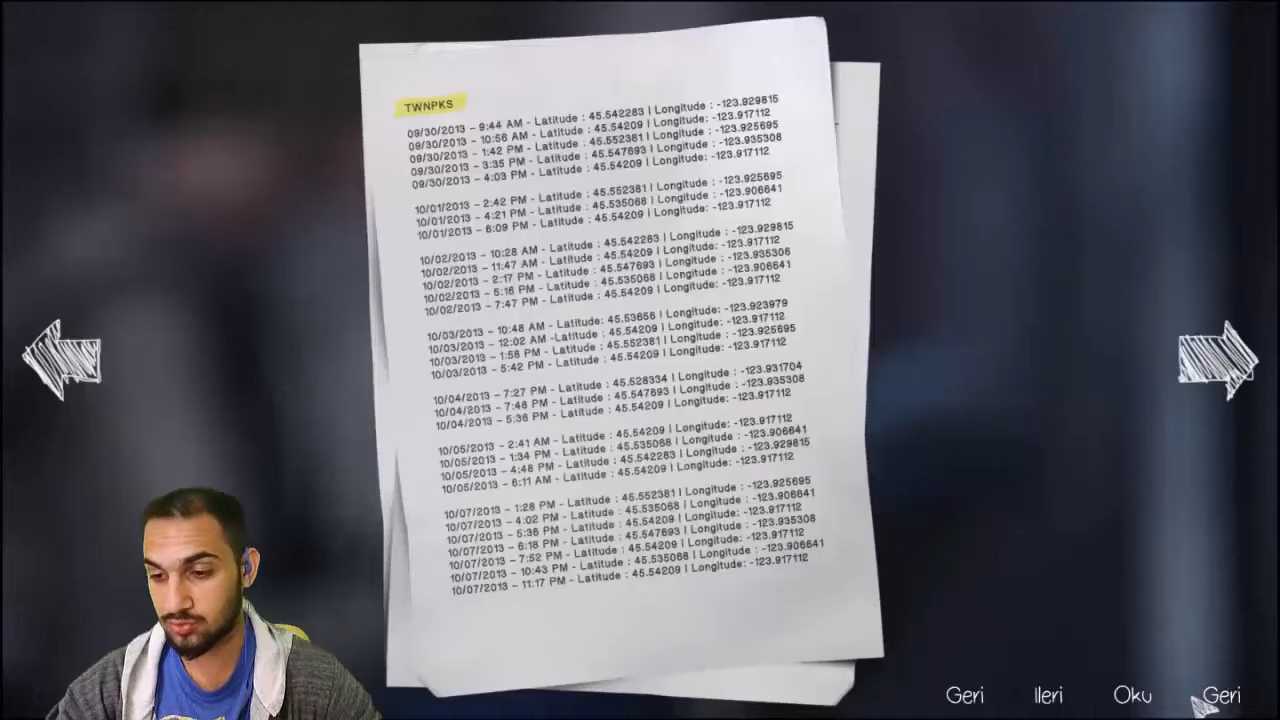 TWNPKS
09/30/2013 - 9:44 AM - Latitude : 45.542283 | Longitude : -123.929815
09/30/2013 - 10:56 AM - Latitude : 45.54209 | Longitude: -123.917112
09/30/2013 - 1:42 PM - Latitude : 45.552381 | Longitude : -123.925695
09/30/2013 - 3:35 PM - Latitude : 45.547693 | Longitude : -123.935308
09/30/2013 - 4:03 PM - Latitude : 45.54209 | Longitude: -123.917112
10/01/2013 - 2:42 PM - Latitude : 45.552381 | Longitude : -123.925695
10/01/2013 - 4:21 PM - Latitude : 45.535068 | Longitude : -123.906641
10/01/2013 - 6:09 PM - Latitude : 45.54209 | Longitude: -123.917112
10/02/2013 - 10:28 AM - Latitude : 45.542283 | Longitude : -123.929815
10/02/2013 - 11:47 AM - Latitude : 45.54209 | Longitude: -123.917112
10/02/2013 - 2:17 PM - Latitude : 45.547693 | Longitude : -123.935308
10/02/2013 - 5:16 PM - Latitude : 45.535068 | Longitude : -123.906641
10/02/2013 - 7:47 PM - Latitude : 45.54209 | Longitude: -123.917112
10/03/2013 - 10:48 AM - Latitude: 45.53656 | Longitude: -123.923979
10/03/2013 - 12:02 AM -Latitude : 45.54209 | Longitude: -123.917112
10/03/2013 - 1:58 PM - Latitude : 45.552381 | Longitude : -123.925695
10/03/2013 - 5:42 PM - Latitude : 45.54209 | Longitude: -123.917112
10/04/2013 - 7:27 PM - Latitude : 45.528334 | Longitude : -123.931704
10/04/2013 - 7:48 PM - Latitude : 45.547693 | Longitude : -123.935308
10/04/2013 - 5:36 PM - Latitude : 45.54209 | Longitude: -123.917112
10/05/2013 - 2:41 AM - Latitude : 45.54209 | Longitude: -123.917112
10/05/2013 - 1:34 PM - Latitude : 45.535068 | Longitude : -123.906641
10/05/2013 - 4:48 PM - Latitude : 45.542283 | Longitude : -123.929815
10/05/2013 - 6:11 AM - Latitude : 45.54209 | Longitude: -123.917112
10/07/2013 - 1:28 PM - Latitude : 45.552381 | Longitude : -123.925695
10/07/2013 - 4:02 PM - Latitude : 45.535068 | Longitude : -123.906641
10/07/2013 - 5:36 PM - Latitude : 45.54209 | Longitude: -123.917112
10/07/2013 - 6:18 PM - Latitude : 45.547693 | Longitude : -123.935308
10/07/2013 - 7:52 PM - Latitude : 45.54209 | Longitude: -123.917112
10/07/2013 - 10:43 PM - Latitude : 45.535068 | Longitude : -123.906641
10/07/2013 - 11:17 PM - Latitude : 45.54209 | Longitude: -123.917112
Geri Ileri Oku Geri